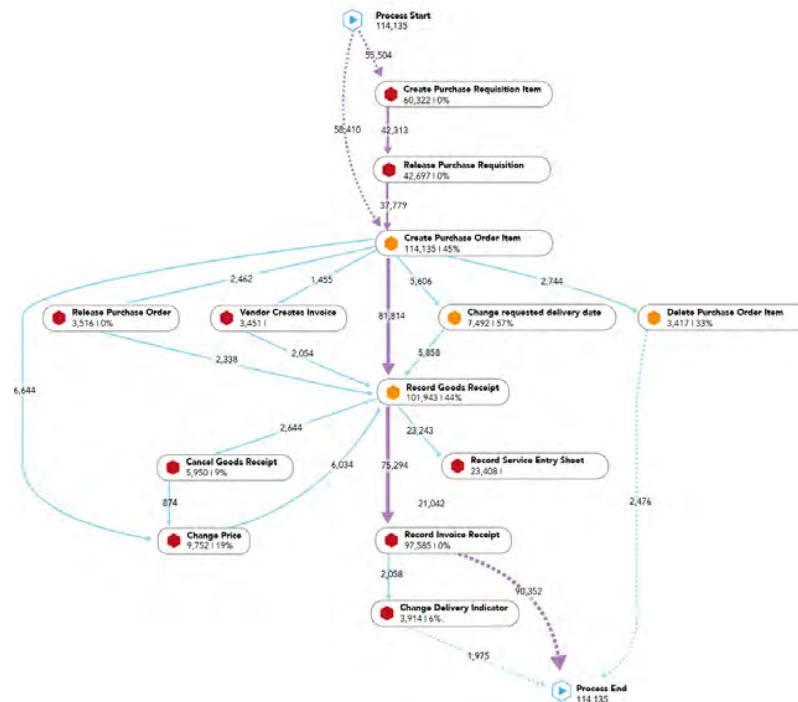 Process Start
114,135
55,504
Create Purchase Requisition Item
60,322 | 0%
58,410
42,313
Release Purchase Requisition
42,697 | 0%
37,779
Create Purchase Order Item
114,135 | 45%
2,462
1,455
5,606
2,744
Release Purchase Order
3,516 | 0%
Vendor Creates Invoice
3,451 |
81,814
Change requested delivery date
7,492 | 57%
Delete Purchase Order Item
3,417 | 33%
2,338
2,054
5,858
6,644
Record Goods Receipt
101,943 | 44%
2,644
23,243
Cancel Goods Receipt
5,950 | 9%
6,034
75,294
Record Service Entry Sheet
23,408 |
874
21,042
2,476
Change Price
9,752 | 19%
Record Invoice Receipt
97,585 | 0%
2,058
90,352
Change Delivery Indicator
3,914 | 6%
1,975
Process End
114,135